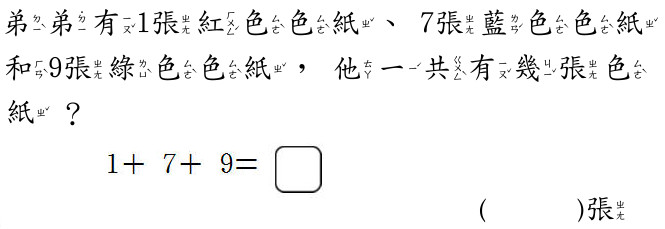 弟弟有1張紅色色紙、 7張藍色色紙
和9張綠色色紙, 他一共有幾張色
紙?
1+ 7+ 9= □
( )張